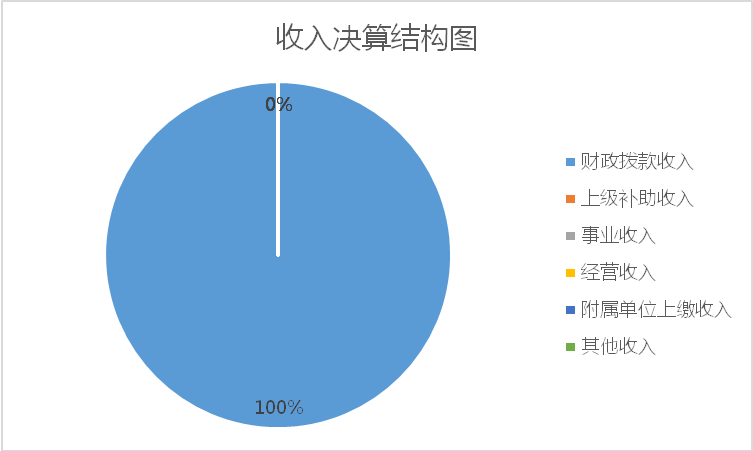 收入决算结构图
0%
100%
财政拨款收入
上级补助收入
事业收入
经营收入
附属单位上缴收入
其他收入